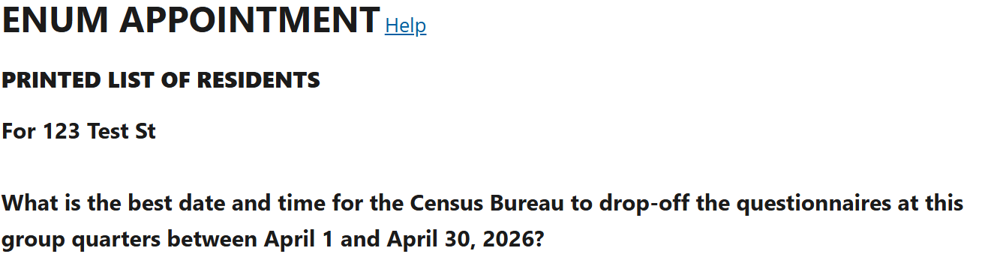 ENUM APPOINTMENT Help
PRINTED LIST OF RESIDENTS
For 123 Test St
What is the best date and time for the Census Bureau to drop-off the questionnaires at this
group quarters between April 1 and April 30, 2026?